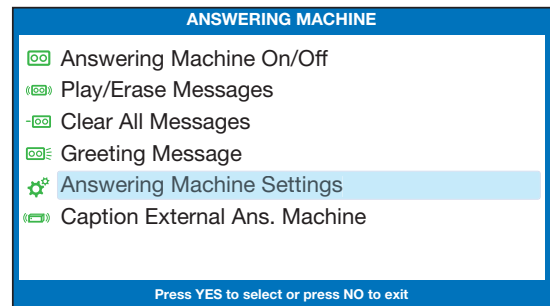 ANSWERING MACHINE
Answering Machine On/Off
Play/Erase Messages
Clear All Messages
Greeting Message
Answering Machine Settings
Caption External Ans. Machine
Press YES to select or press NO to exit